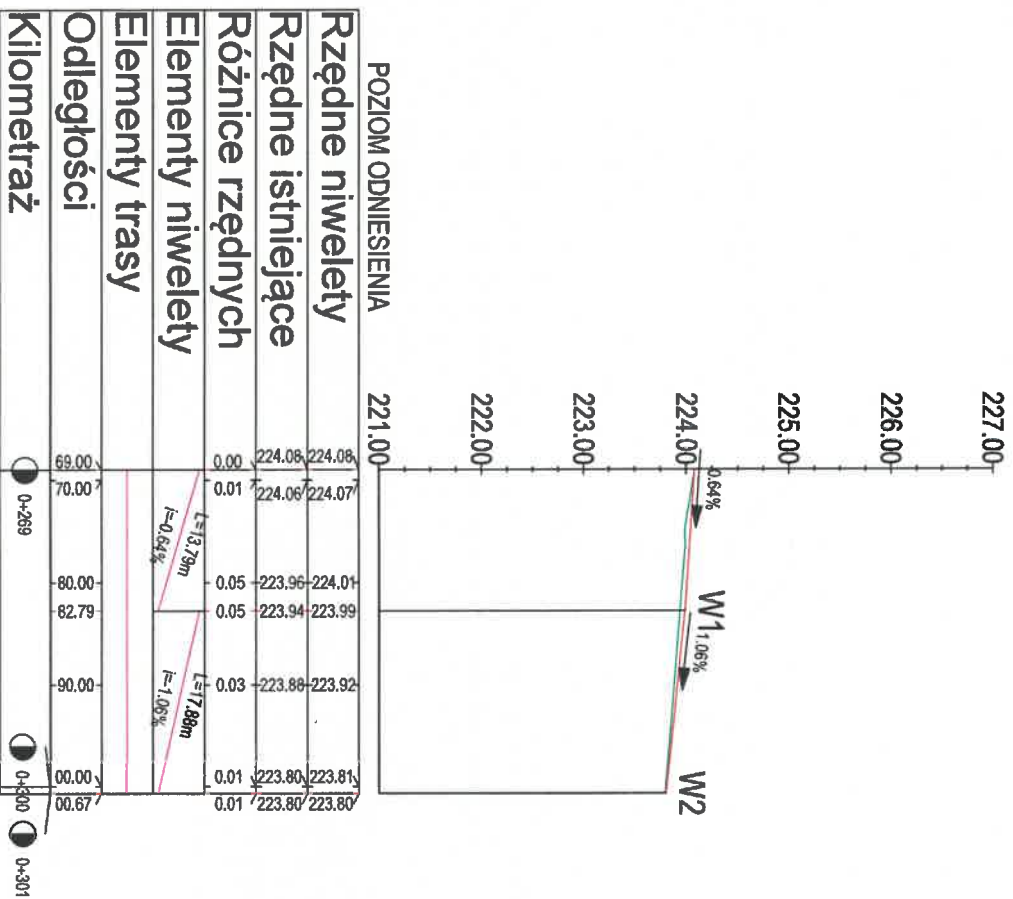 227.00
226.00
225.00
224.00
223.00
222.00
221.00
0.64%
W1
1.06%
W2
POZIOM ODNIESIENIA
Rzędne niwelety
224.08 224.07 224.01 223.99 223.92 223.81 223.80
Rzędne istniejące
224.08 224.06 223.96 223.94 223.88 223.80 223.80
Różnice rzędnych
0.00 0.01 0.05 0.05 0.03 0.01 0.01
Elementy niwelety
L=13.79m
i=0.64%
L=17.88m
i=1.06%
Elementy trasy
Odległości
69.00 70.00 80.00 82.79 90.00 00.00 00.67
Kilometraż
0+269 0+300 0+301